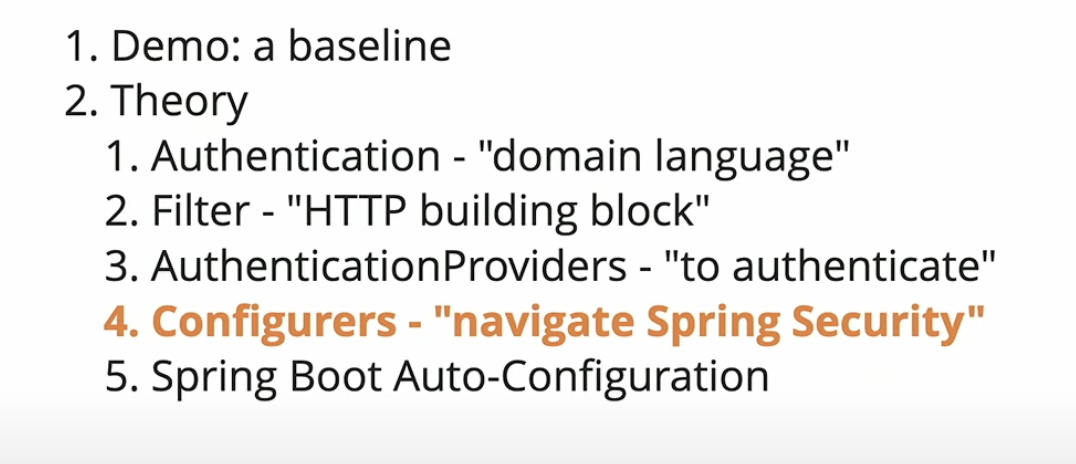 1. Demo: a baseline
2. Theory
1. Authentication - "domain language"
2. Filter - "HTTP building block"
3. AuthenticationProviders - "to authenticate"
4. Configurers - "navigate Spring Security"
5. Spring Boot Auto-Configuration